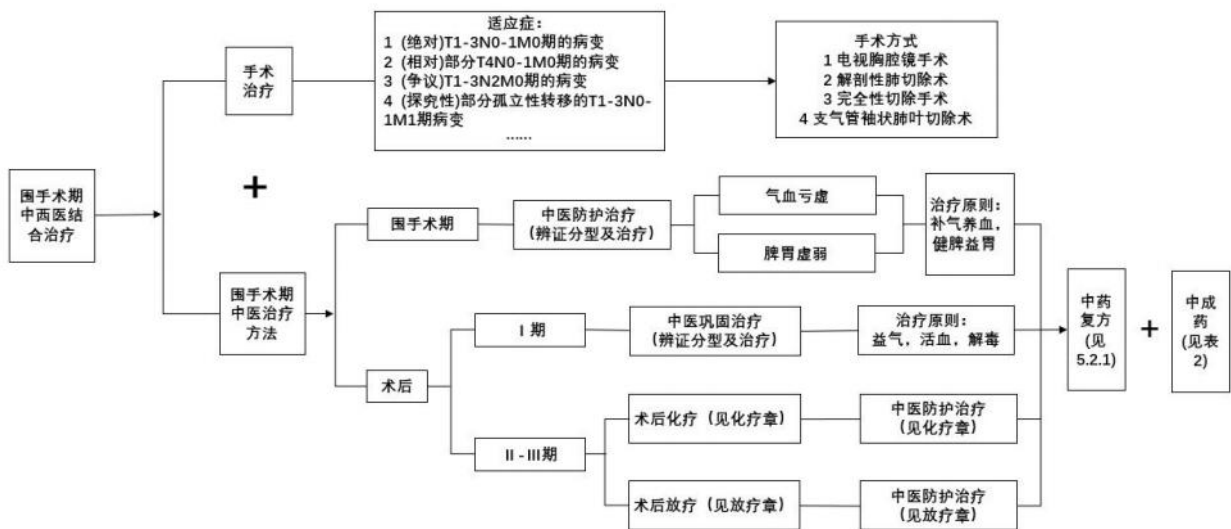 围手术期
中西医结
合治疗
+
手术
治疗
适应症：
1 (绝对)T1-3N0-1M0期的病变
2 (相对)部分T4N0-1M0期的病变
3 (争议)T1-3N2M0期的病变
4 (探究性)部分孤立性转移的T1-3N0-
1M1期病变
……
手术方式
1 电视胸腔镜手术
2 解剖性肺切除术
3 完全性切除手术
4 支气管袖状肺叶切除术
围手术期
中医治疗
方法
围手术期
中医防护治疗
（辨证分型及治疗）
气血亏虚
脾胃虚弱
治疗原则：
补气养血，
健脾益胃
术后
I 期
中医巩固治疗
（辨证分型及治疗）
治疗原则：
益气，活血，解毒
II -III期
术后化疗（见化疗章）
中医防护治疗
（见化疗章）
术后放疗（见放疗章）
中医防护治疗
（见放疗章）
中药
复方
(见
5.2.1)
+
中成
药
(见表
2)